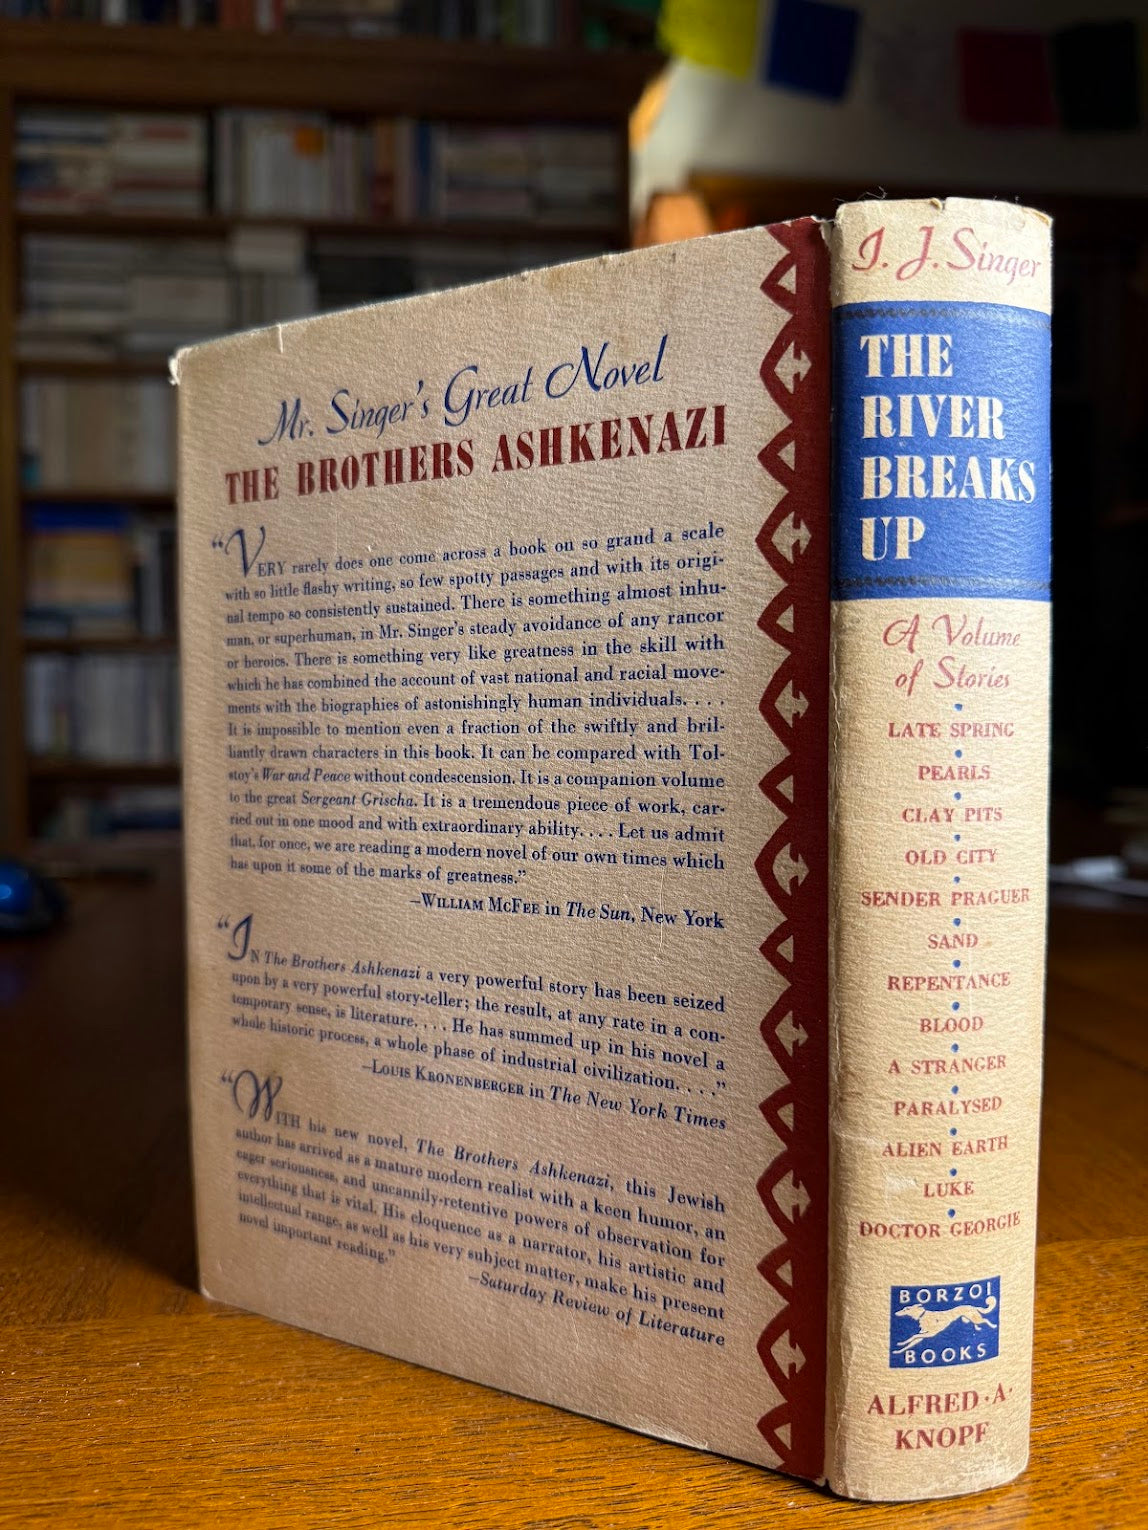 Mr. Singer's Great Novel
THE BROTHERS ASHKENAZI
"VERY rarely does one come across a book on so grand a scale
with so little flashy writing, so few spotty passages and with its origi-
nal tempo so consistently sustained. There is something almost inhu-
man, or superhuman, in Mr. Singer's steady avoidance of any rancor
or heroics. There is something very like greatness in the skill with
which he has combined the account of vast national and racial move-
ments with the biographies of astonishingly human individuals. . . .
It is impossible to mention even a fraction of the swiftly and bril-
liantly drawn characters in this book. It can be compared with Tol-
stoy's War and Peace without condescension. It is a companion volume
to the great Sergeant Grischa. It is a tremendous piece of work, car-
ried out in one mood and with extraordinary ability. . . . Let us admit
that, for once, we are reading a modern novel of our own times which
has upon it some of the marks of greatness."
—WILLIAM MCFEE in The Sun, New York
"IN The Brothers Ashkenazi a very powerful story has been seized
upon by a very powerful story-teller; the result, at any rate in a con-
temporary sense, is literature. . . . He has summed up in his novel a
whole historic process, a whole phase of industrial civilization. . . ."
—LOUIS KRONENBERGER in The New York Times
"WITH his new novel, The Brothers Ashkenazi, this Jewish
author has arrived as a mature modern realist with a keen humor, an
eager seriousness, and uncannily-retentive powers of observation for
everything that is vital. His eloquence as a narrator, his artistic and
intellectual range, as well as his very subject matter, make his present
novel important reading."
—Saturday Review of Literature
I. J. Singer
THE
RIVER
BREAKS
UP
A Volume
of Stories
LATE SPRING
PEARLS
CLAY PITS
OLD CITY
SENDER PRAGUER
SAND
REPENTANCE
BLOOD
A STRANGER
PARALYSED
ALIEN EARTH
LUKE
DOCTOR GEORGIE
BORZOI
BOOKS
ALFRED · A ·
KNOPF